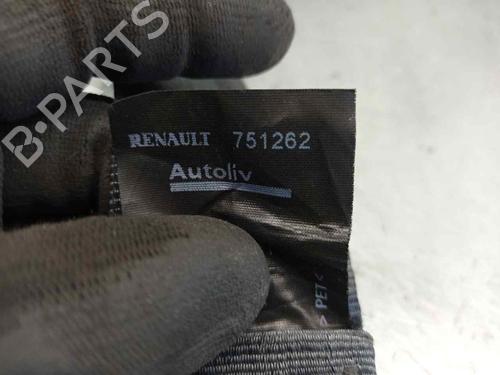 B-PARTS
RENAULT 751262
Autoliv
> PET <